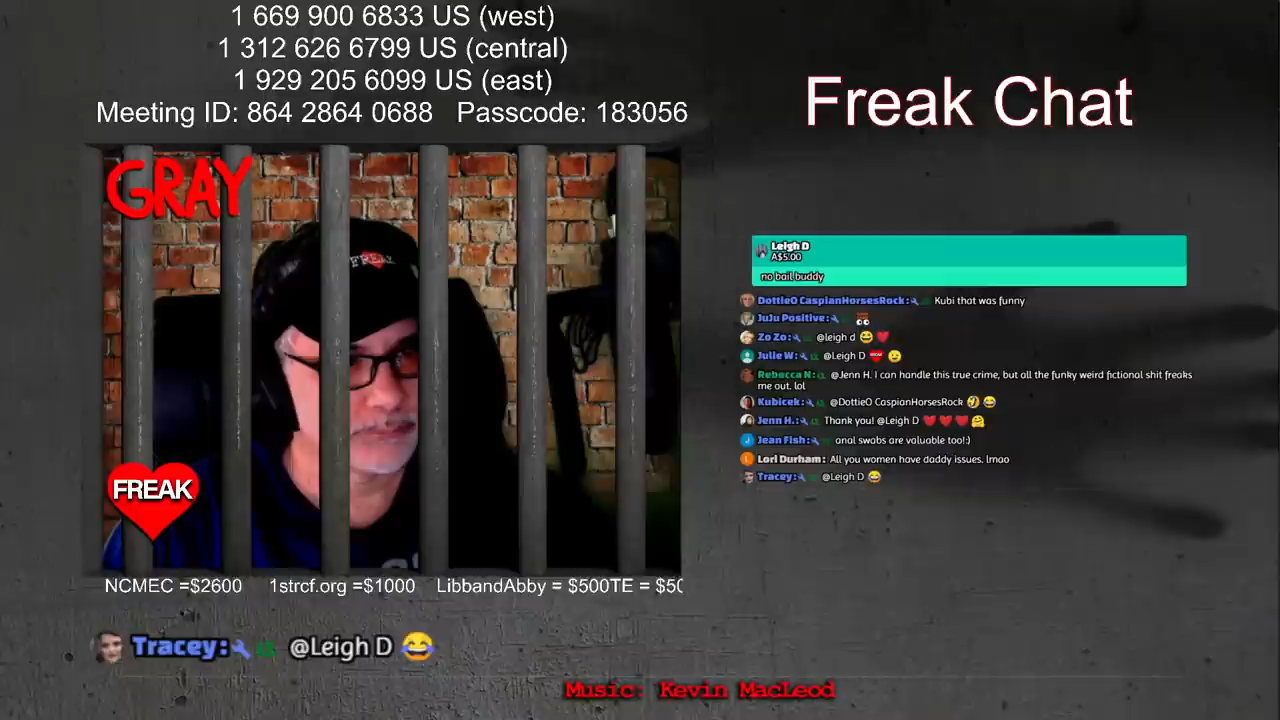 1 669 900 6833 US (west)
1 312 626 6799 US (central)
1 929 205 6099 US (east)
Meeting ID: 864 2864 0688 Passcode: 183056
Freak Chat
GRAY
FREAK
FREAK
Leigh D
A$5.00
no bail buddy
DottieO CaspianHorsesRock: Kubi that was funny
JuJu Positive:
Zo Zo: @leigh d 😄 ❤️
Julie W: @Leigh D 😉
Rebecca N: @Jenn H. I can handle this true crime, but all the funky weird fictional shit freaks
me out. lol
Kubicek: @DottieO CaspianHorsesRock 🤣 😂
Jenn H.: Thank you! @Leigh D ❤️ ❤️ ❤️ 🤗
Jean Fish: anal swabs are valuable too!:)
Lori Durham: All you women have daddy issues. lmao
Tracey: @Leigh D 😂
NCMEC =$2600 1strcf.org =$1000 LibbandAbby = $500TE = $50
Tracey: @Leigh D 😂
Music: Kevin MacLeod